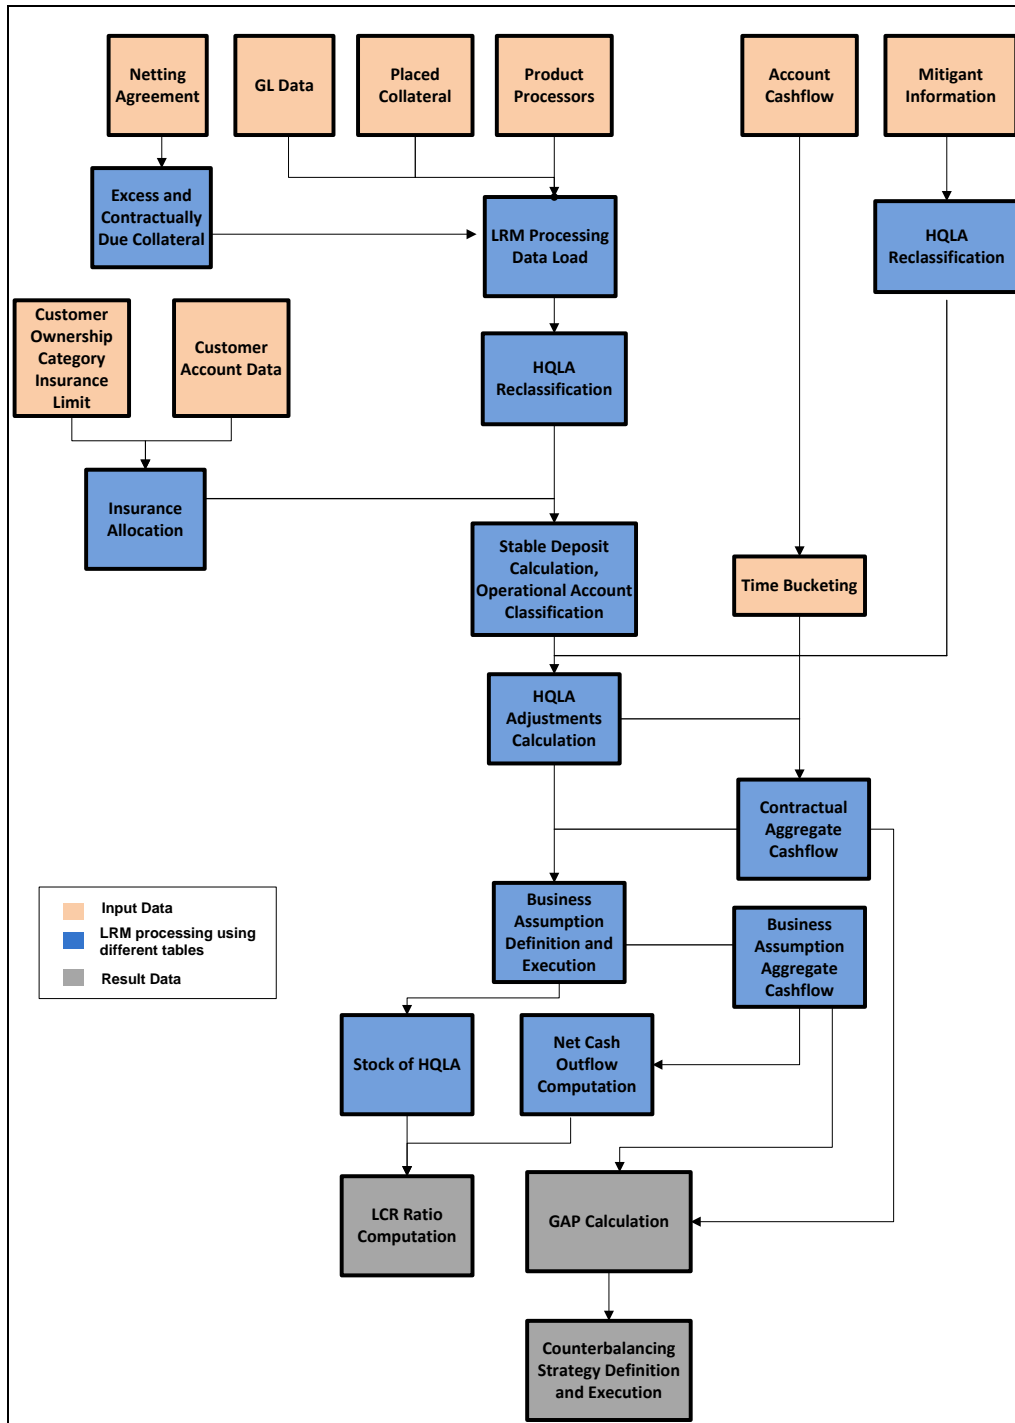 Netting
Agreement
GL Data
Placed
Collateral
Product
Processors
Account
Cashflow
Mitigant
Information
Excess and
Contractually
Due Collateral
LRM Processing
Data Load
HQLA
Reclassification
Customer
Ownership
Category
Insurance
Limit
Customer
Account Data
HQLA
Reclassification
Insurance
Allocation
Stable Deposit
Calculation,
Operational Account
Classification
Time Bucketing
HQLA
Adjustments
Calculation
Contractual
Aggregate
Cashflow
Business
Assumption
Definition and
Execution
Business
Assumption
Aggregate
Cashflow
Input Data
LRM processing using
different tables
Result Data
Stock of HQLA
Net Cash
Outflow
Computation
LCR Ratio
Computation
GAP Calculation
Counterbalancing
Strategy Definition
and Execution